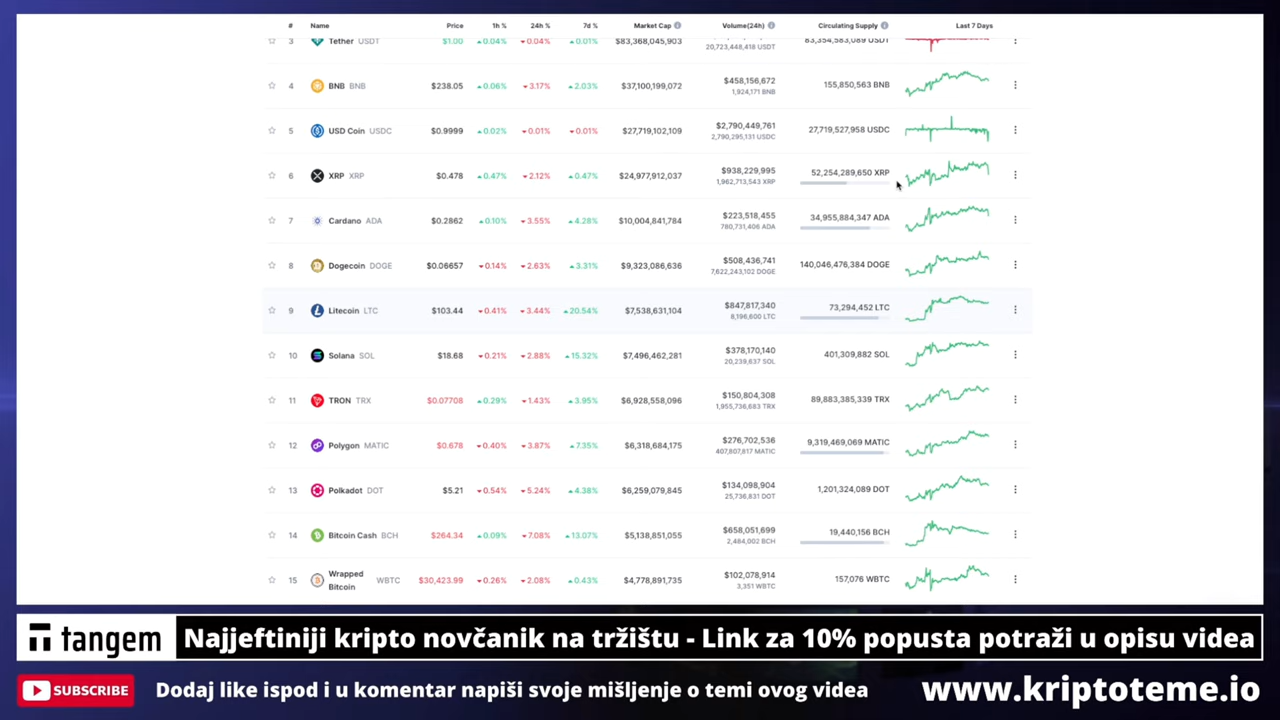 # Name Price 1h % 24h % 7d % Market Cap Volume(24h) Circulating Supply Last 7 Days
3 Tether USDT $1.00 0.04% 0.04% 0.01% $83,368,045,903 83,354,583,089 USDT
20,723,448,418 USDT
4 BNB BNB $238.05 0.06% 3.17% 2.03% $37,100,199,072 $458,156,672 155,850,563 BNB
1,924,171 BNB
5 USD Coin USDC $0.9999 0.02% 0.01% 0.01% $27,719,102,109 $2,790,449,761 27,719,527,958 USDC
2,790,295,131 USDC
6 XRP XRP $0.478 0.47% 2.12% 0.47% $24,977,912,037 $938,229,995 52,254,289,650 XRP
1,962,713,543 XRP
7 Cardano ADA $0.2862 0.10% 3.55% 4.28% $10,004,841,784 $223,518,455 34,955,884,347 ADA
780,731,406 ADA
8 Dogecoin DOGE $0.06657 0.14% 2.63% 3.31% $9,323,086,636 $508,436,741 140,046,476,384 DOGE
7,622,243,102 DOGE
9 Litecoin LTC $103.44 0.41% 3.44% 20.54% $7,538,631,104 $847,817,340 73,294,452 LTC
8,196,600 LTC
10 Solana SOL $18.68 0.21% 2.88% 15.32% $7,496,462,281 $378,170,140 401,309,882 SOL
20,239,637 SOL
11 TRON TRX $0.07708 0.29% 1.43% 3.95% $6,928,558,096 $150,804,308 89,883,385,339 TRX
1,955,736,683 TRX
12 Polygon MATIC $0.678 0.40% 3.87% 7.35% $6,318,684,175 $276,702,536 9,319,469,069 MATIC
407,807,817 MATIC
13 Polkadot DOT $5.21 0.54% 5.24% 4.38% $6,259,079,845 $134,098,904 1,201,324,089 DOT
25,736,831 DOT
14 Bitcoin Cash BCH $264.34 0.09% 7.08% 13.07% $5,138,851,055 $658,051,699 19,440,156 BCH
2,484,002 BCH
15 Wrapped Bitcoin WBTC $30,423.99 0.26% 2.08% 0.43% $4,778,891,735 $102,078,914 157,076 WBTC
3,351 WBTC
tangem Najjeftiniji kripto novčanik na tržištu - Link za 10% popusta potraži u opisu videa
SUBSCRIBE Dodaj like ispod i u komentar napiši svoje mišljenje o temi ovog videa www.kriptoteme.io